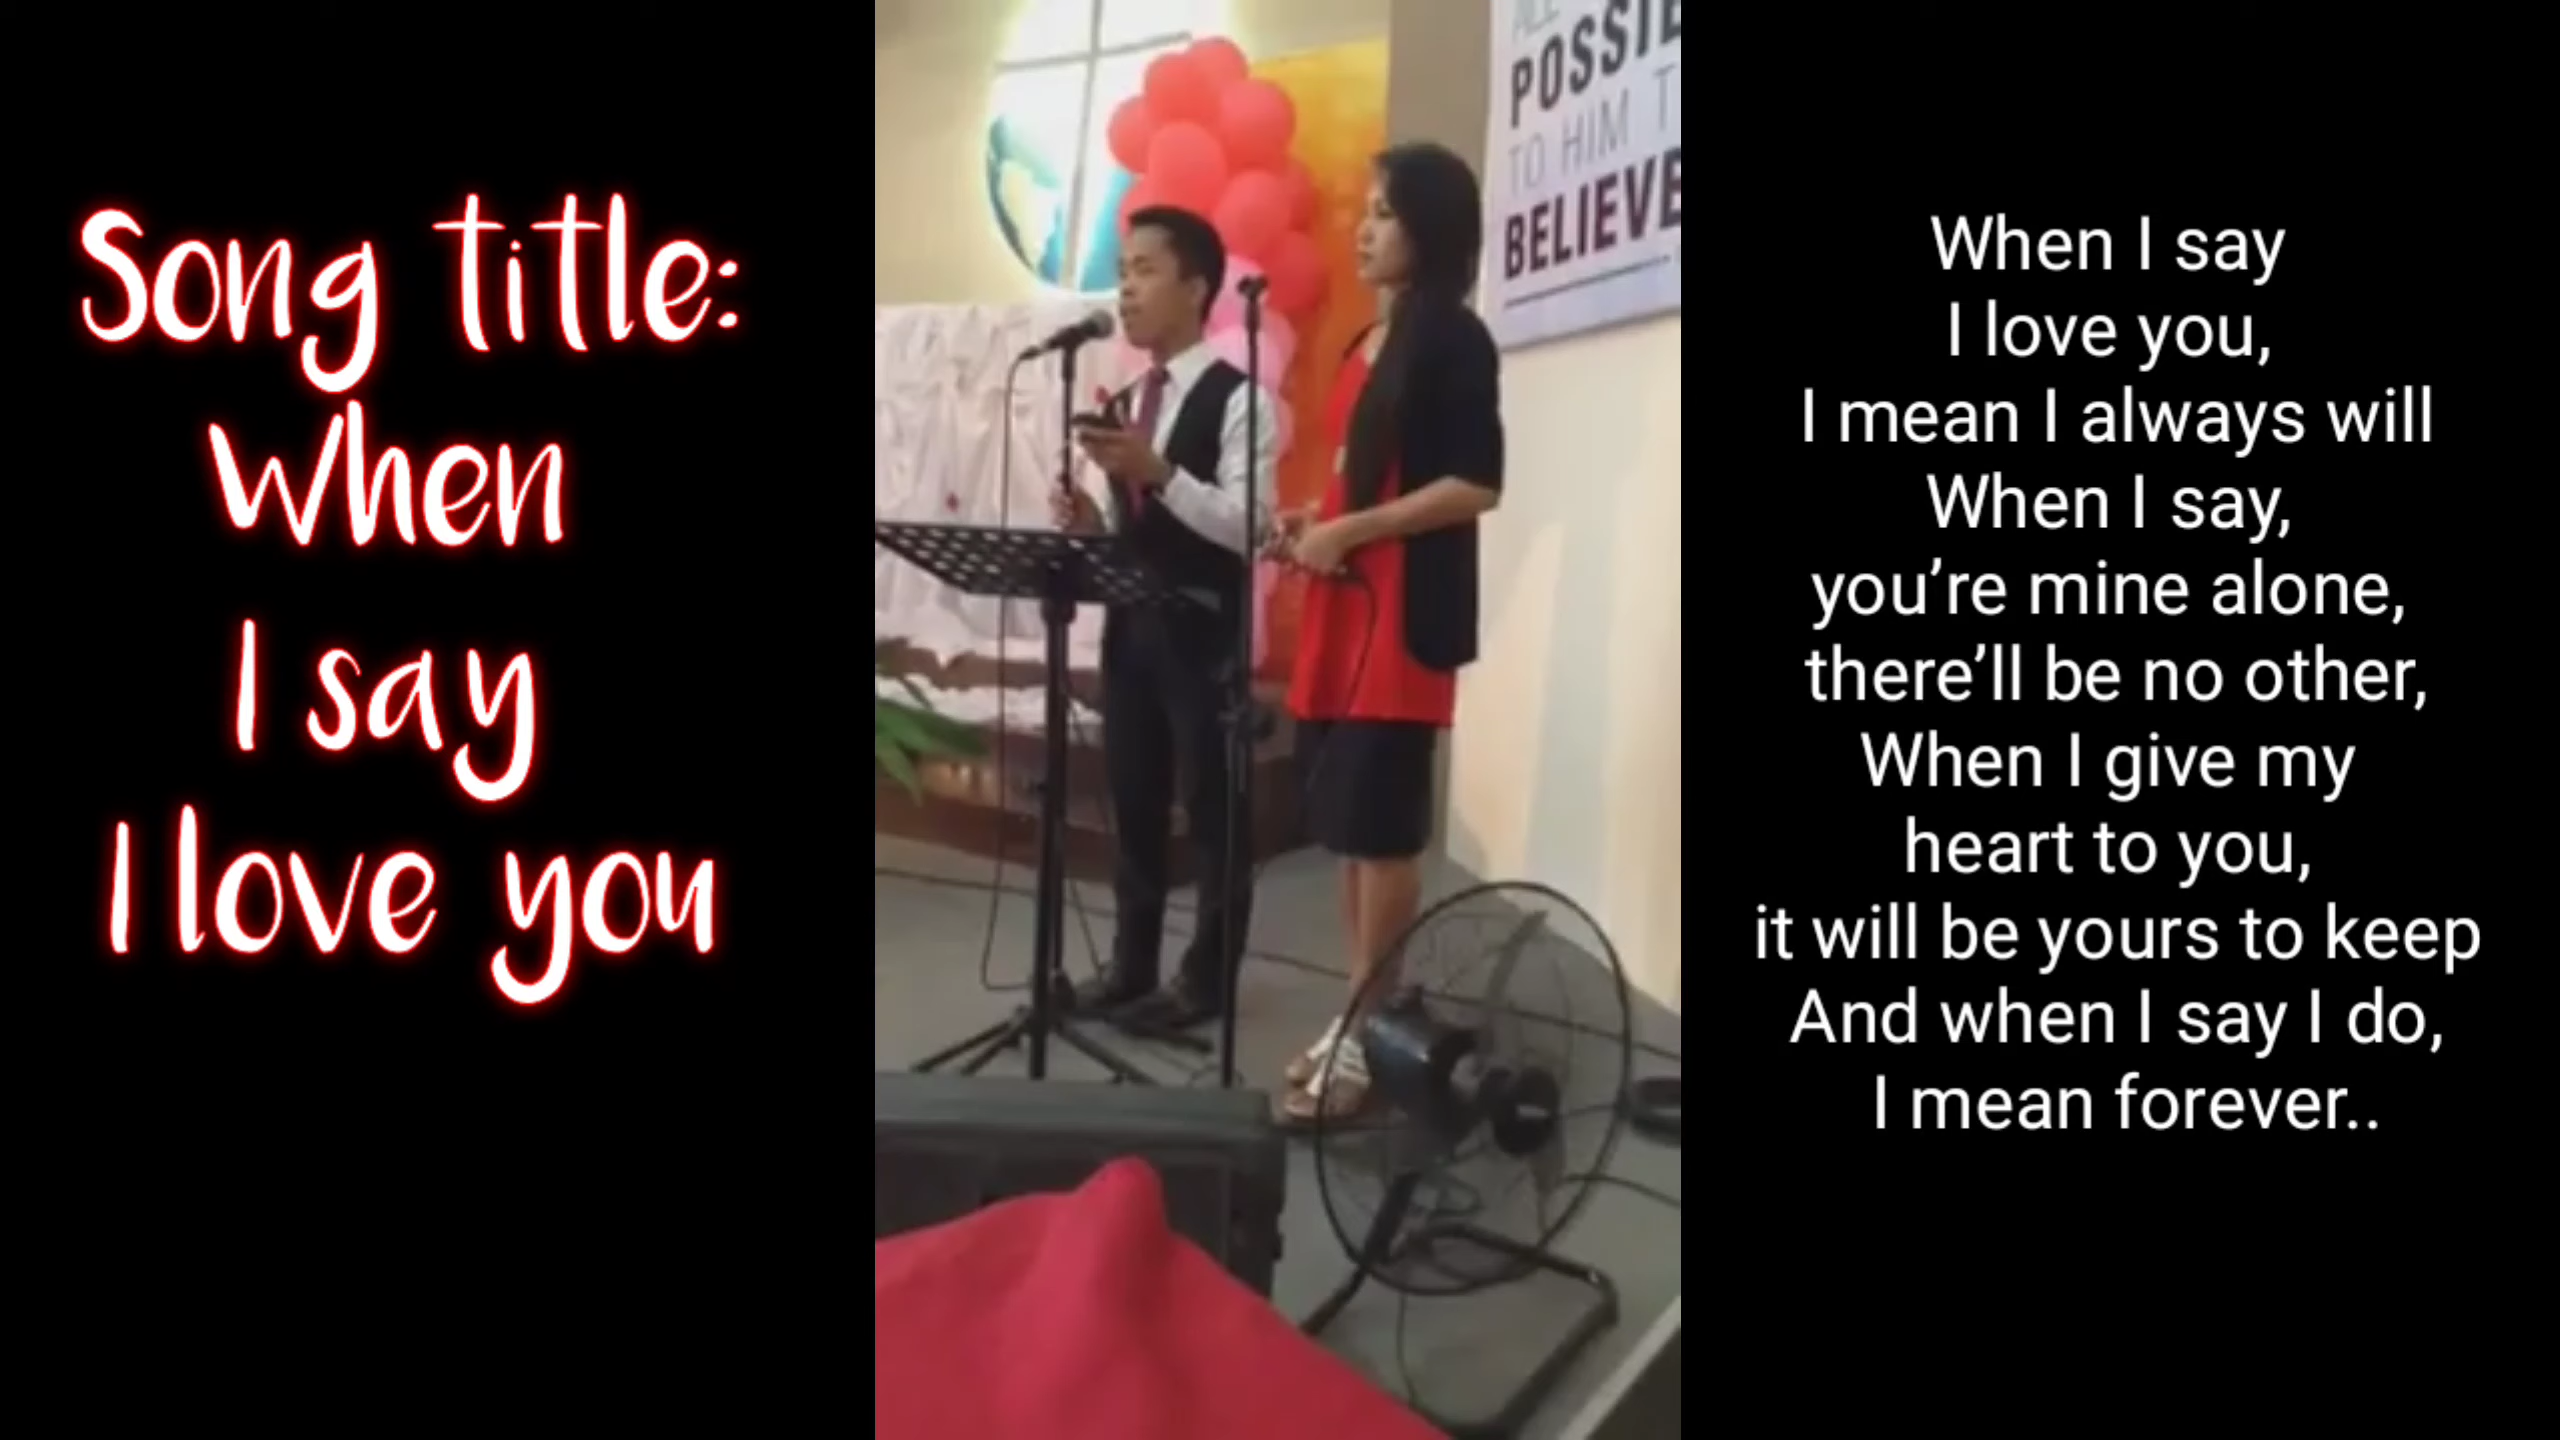 Song title:
When
I say
I love you
ALL
TO HIM
When I say
I love you,
I mean I always will
When I say,
you’re mine alone,
there’ll be no other,
When I give my
heart to you,
it will be yours to keep
And when I say I do,
I mean forever..